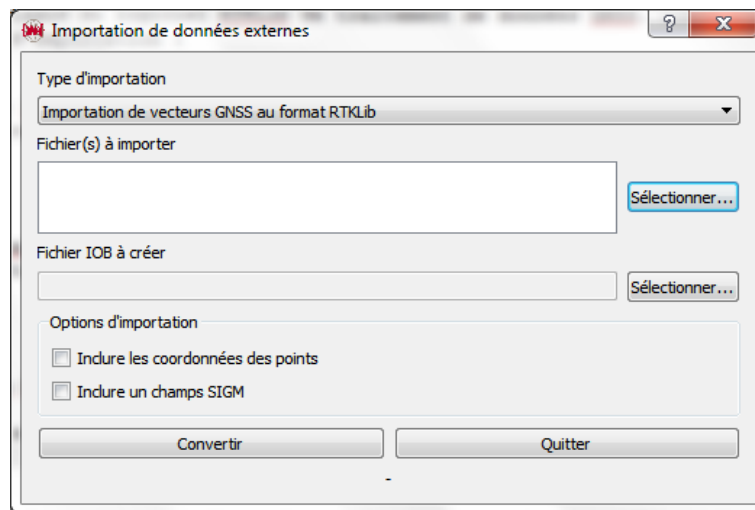 Importation de données externes
?
X
Type d'importation
Importation de vecteurs GNSS au format RTKLib
Fichier(s) à importer
Sélectionner...
Fichier IOB à créer
Sélectionner...
Options d'importation
Inclure les coordonnées des points
Inclure un champs SIGM
Convertir
Quitter
-